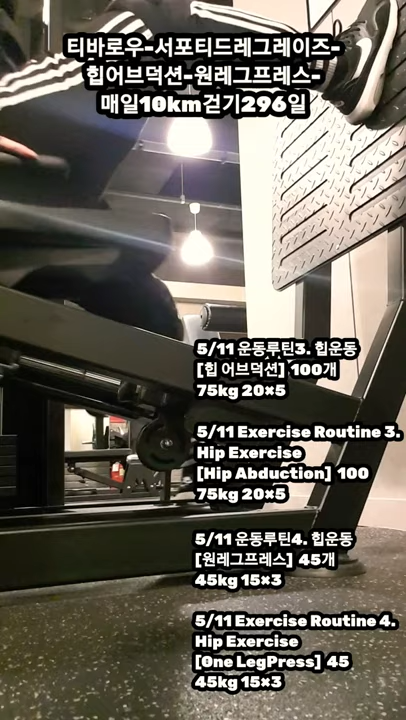 티바로우-서포티드레그레이즈-
힙어브덕션-원레그프레스-
매일10km걷기296일
5/11 운동루틴3. 힙운동
[힙 어브덕션] 100개
75kg 20×5
5/11 Exercise Routine 3.
Hip Exercise
[Hip Abduction] 100
75kg 20×5
5/11 운동루틴4. 힙운동
[원레그프레스] 45개
45kg 15×3
5/11 Exercise Routine 4.
Hip Exercise
[One LegPress] 45
45kg 15×3